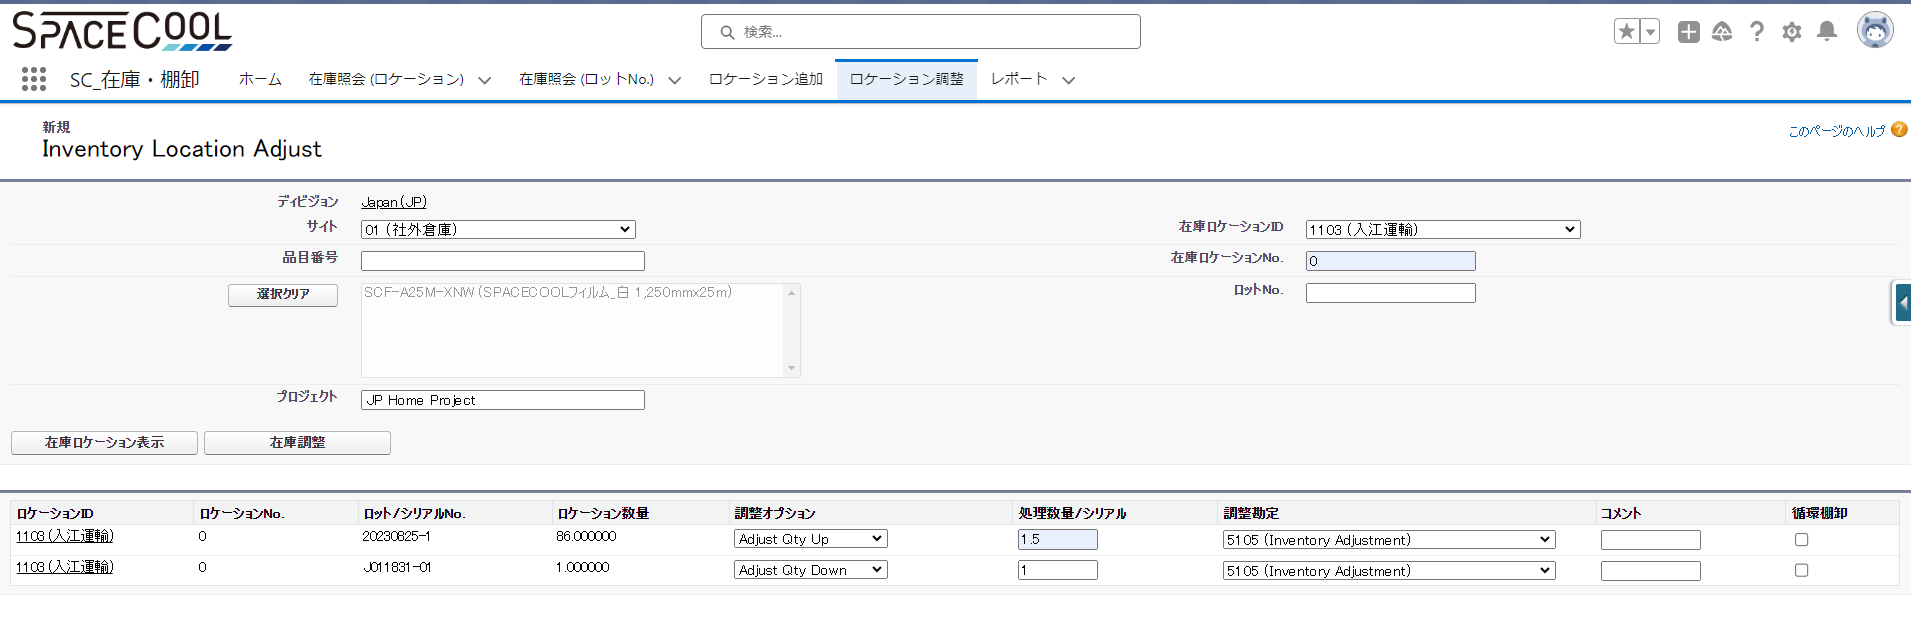 SPACECOOL
検索...
SC_在庫・棚卸 ホーム 在庫照会 (ロケーション) 在庫照会 (ロットNo.) ロケーション追加 ロケーション調整 レポート
新規
Inventory Location Adjust
このページのヘルプ
ディビジョン Japan (JP)
サイト 01 (社外倉庫) 在庫ロケーションID 1103 (入江運輸)
品目番号 在庫ロケーションNo. 0
選択クリア SCF-A25M-XNW (SPACECOOLフィルム_白 1,250mmx25m) ロットNo.
プロジェクト JP Home Project
在庫ロケーション表示 在庫調整
ロケーションID ロケーションNo. ロット/シリアルNo. ロケーション数量 調整オプション 処理数量/シリアル 調整勘定 コメント 循環棚卸
1103 (入江運輸) 0 20230825-1 86.000000 Adjust Qty Up 1.5 5105 (Inventory Adjustment)
1103 (入江運輸) 0 J011831-01 1.000000 Adjust Qty Down 1 5105 (Inventory Adjustment)